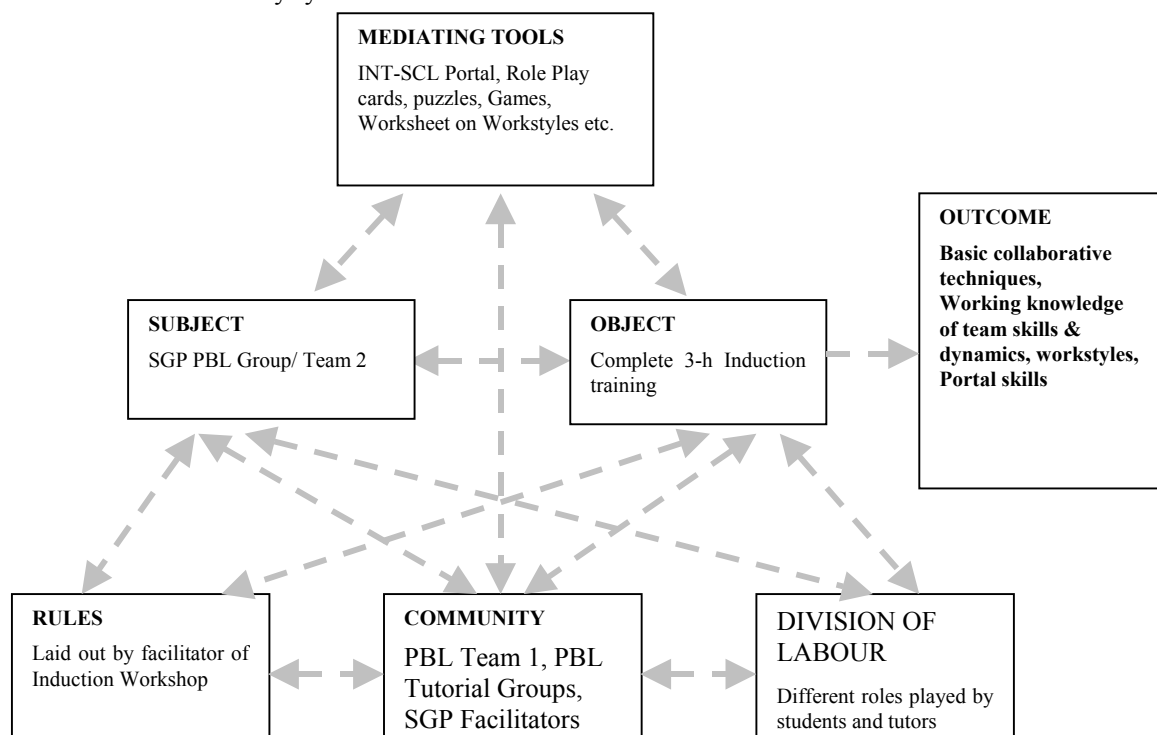 MEDIATING TOOLS
INT-SCL Portal, Role Play
cards, puzzles, Games,
Worksheet on Workstyles etc.
OUTCOME
Basic collaborative
techniques,
Working knowledge
of team skills &
dynamics, workstyles,
Portal skills
SUBJECT
SGP PBL Group/ Team 2
OBJECT
Complete 3-h Induction
training
RULES
Laid out by facilitator of
Induction Workshop
COMMUNITY
PBL Team 1, PBL
Tutorial Groups,
SGP Facilitators
DIVISION OF
LABOUR
Different roles played by
students and tutors